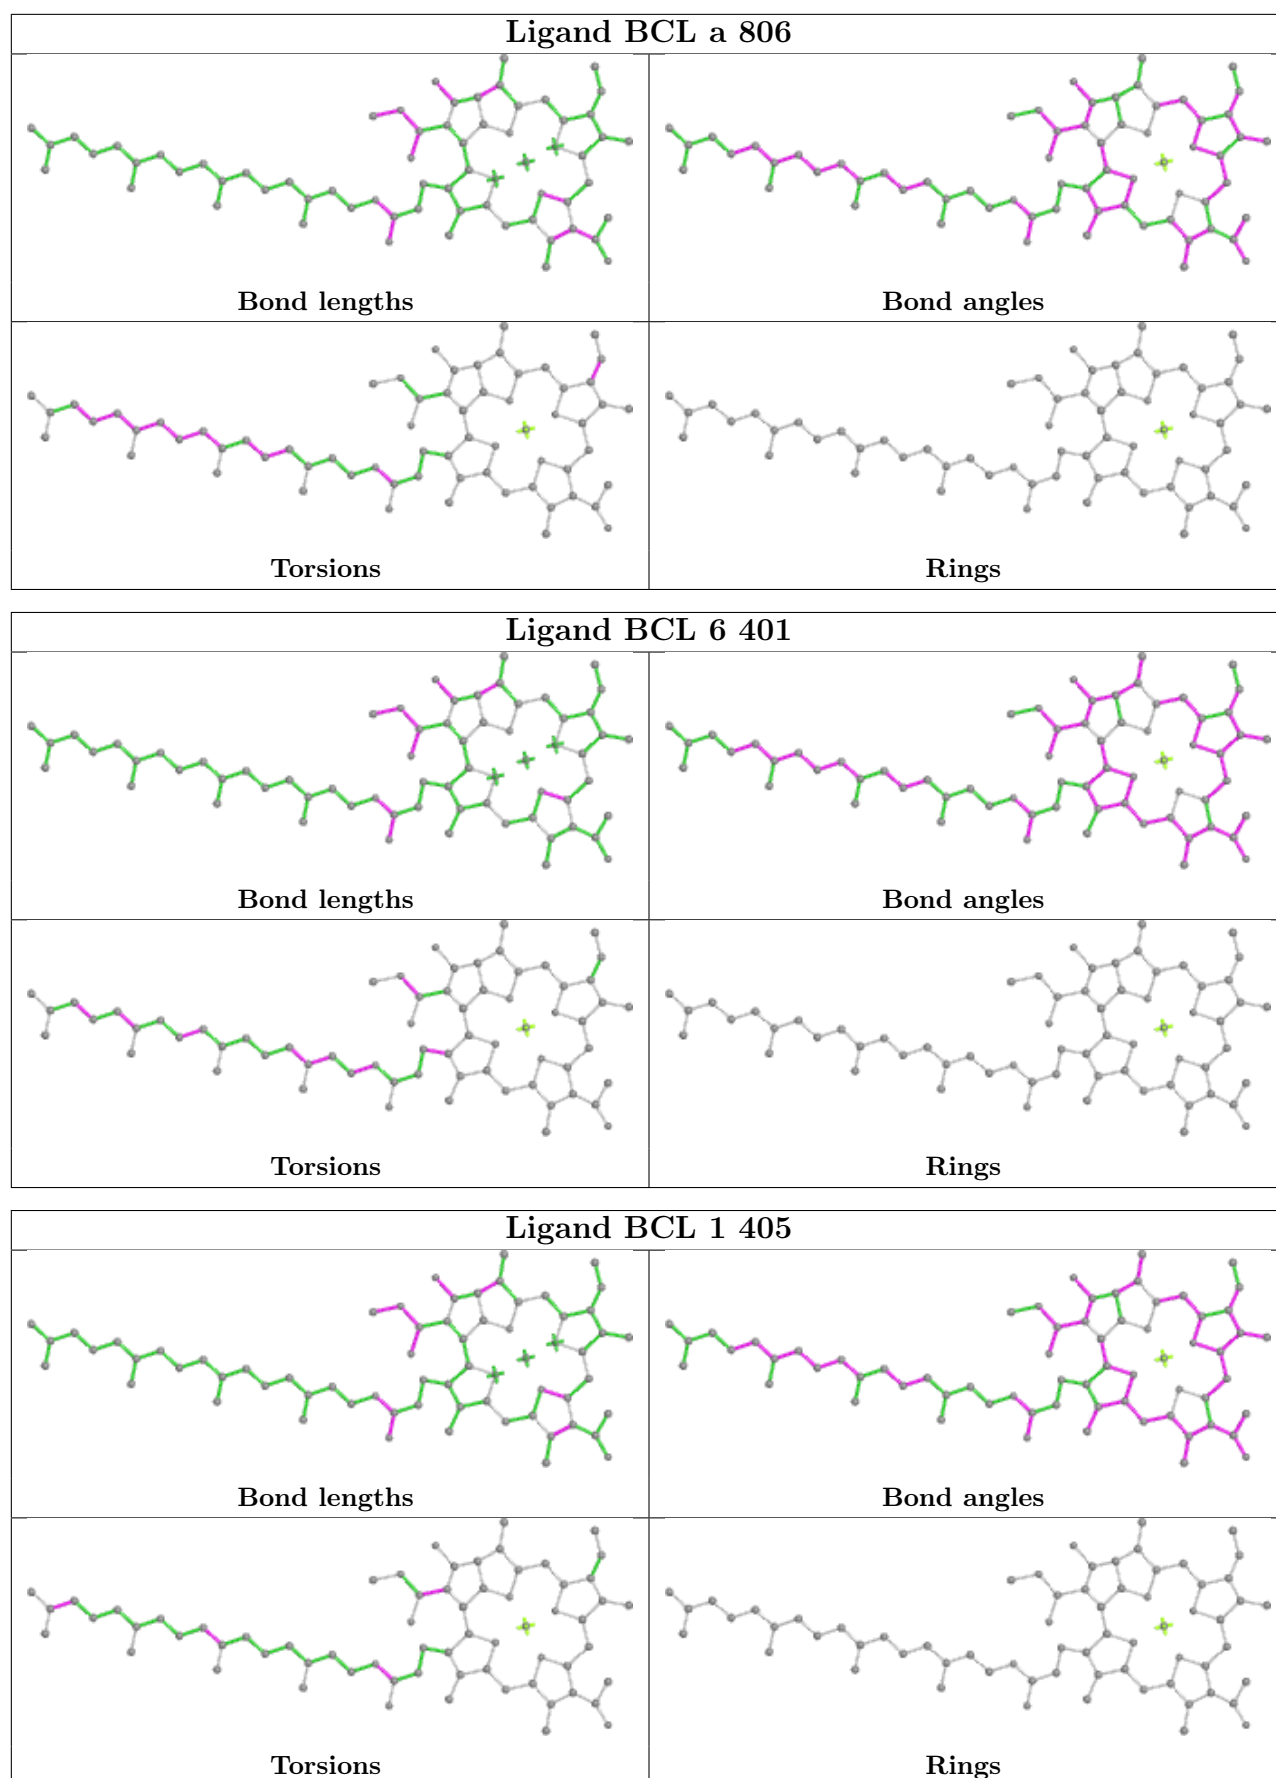 Ligand BCL a 806
Bond lengths
Bond angles
Torsions
Rings
Ligand BCL 6 401
Bond lengths
Bond angles
Torsions
Rings
Ligand BCL 1 405
Bond lengths
Bond angles
Torsions
Rings